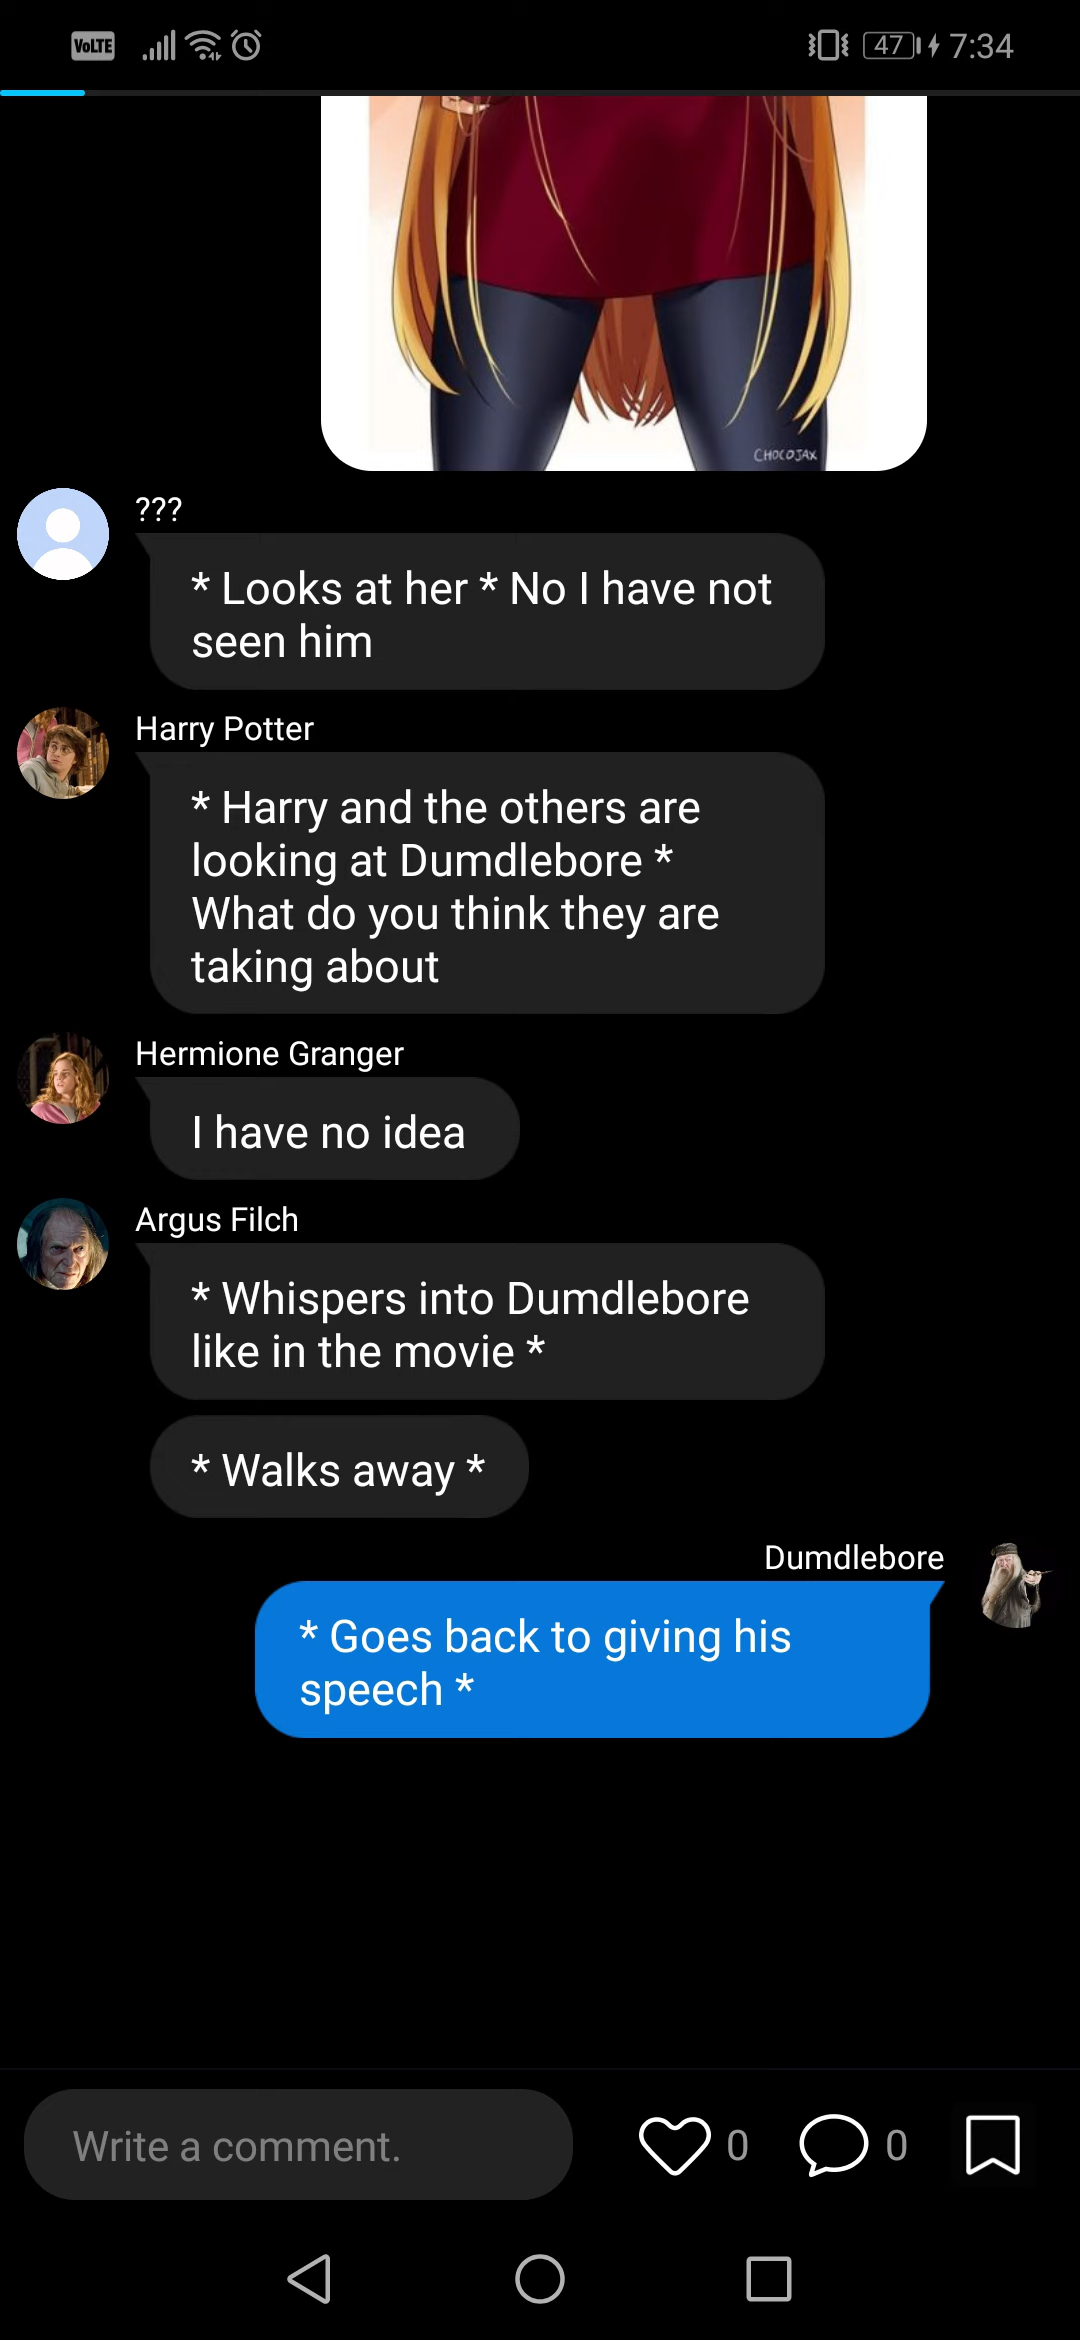 VoLTE 47 7:34
CHOCOJAX
???
* Looks at her * No I have not
seen him
Harry Potter
* Harry and the others are
looking at Dumdlebore *
What do you think they are
taking about
Hermione Granger
I have no idea
Argus Filch
* Whispers into Dumdlebore
like in the movie *
* Walks away *
Dumdlebore
* Goes back to giving his
speech *
Write a comment. 0 0